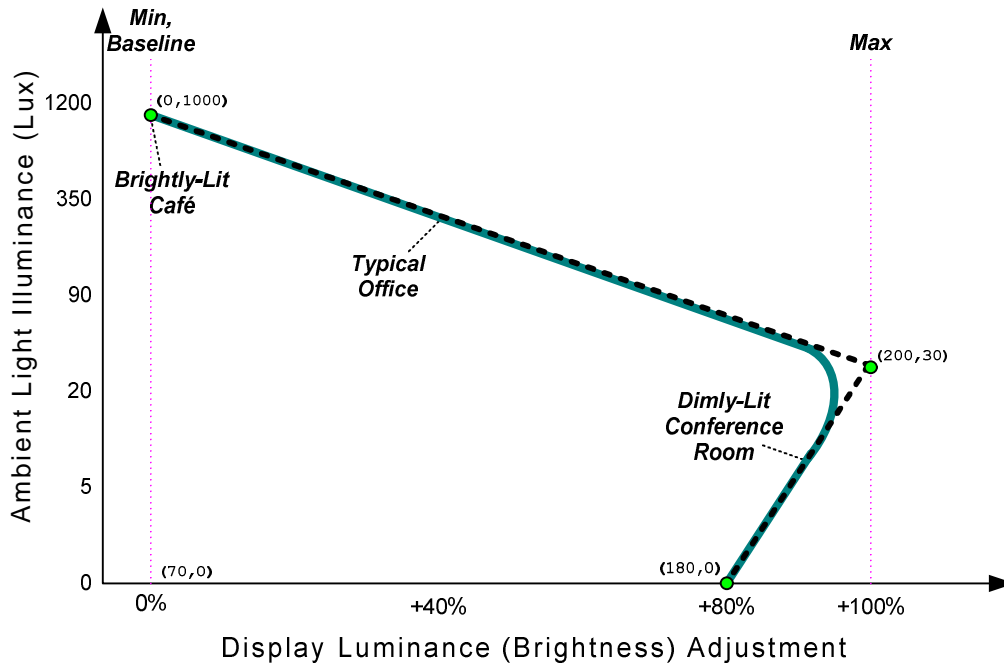 Min,
Baseline
Max
Ambient Light Illuminance (Lux)
1200
350
90
20
5
0
(0,1000)
Brightly-Lit
Café
Typical
Office
(200,30)
Dimly-Lit
Conference
Room
(70,0)
(180,0)
0%
+40%
+80%
+100%
Display Luminance (Brightness) Adjustment